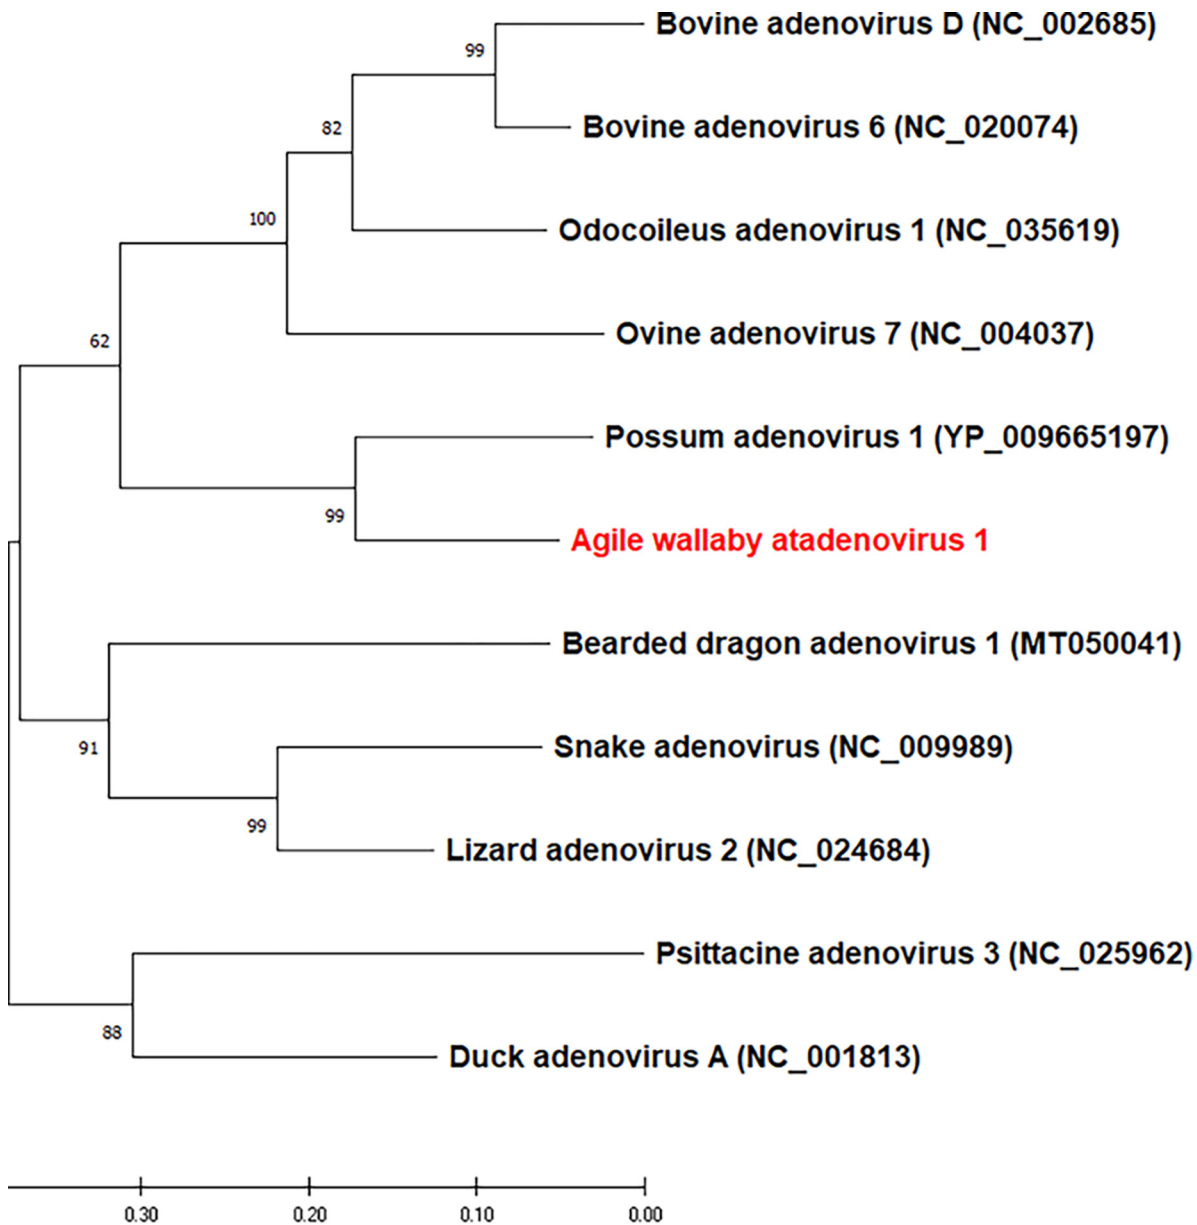 Bovine adenovirus D (NC_002685)
99
Bovine adenovirus 6 (NC_020074)
82
Odocoileus adenovirus 1 (NC_035619)
100
Ovine adenovirus 7 (NC_004037)
62
Possum adenovirus 1 (YP_009665197)
99
Agile wallaby atadenovirus 1
Bearded dragon adenovirus 1 (MT050041)
91
Snake adenovirus (NC_009989)
99
Lizard adenovirus 2 (NC_024684)
Psittacine adenovirus 3 (NC_025962)
88
Duck adenovirus A (NC_001813)
0.30 0.20 0.10 0.00